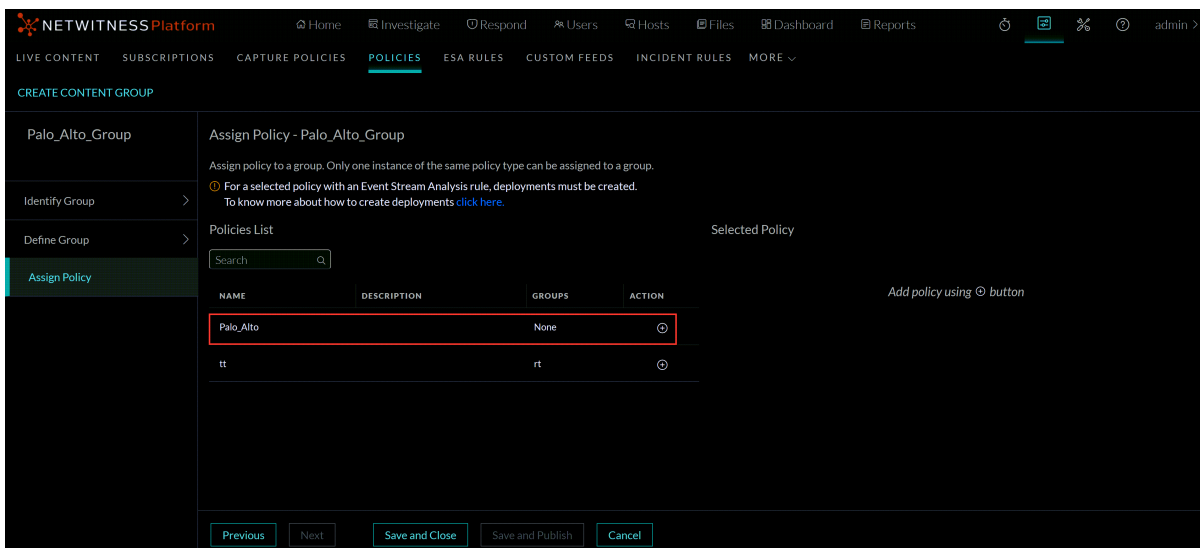 NETWITNESS Platform Home Investigate Respond Users Hosts Files Dashboard Reports admin >
LIVE CONTENT SUBSCRIPTIONS CAPTURE POLICIES POLICIES ESA RULES CUSTOM FEEDS INCIDENT RULES MORE
CREATE CONTENT GROUP
Palo_Alto_Group
Identify Group
Define Group
Assign Policy
Assign Policy - Palo_Alto_Group
Assign policy to a group. Only one instance of the same policy type can be assigned to a group.
For a selected policy with an Event Stream Analysis rule, deployments must be created.
To know more about how to create deployments click here.
Policies List
Search
NAME DESCRIPTION GROUPS ACTION
Palo_Alto None
tt rt
Selected Policy
Add policy using ⊕ button
Previous Next Save and Close Save and Publish Cancel